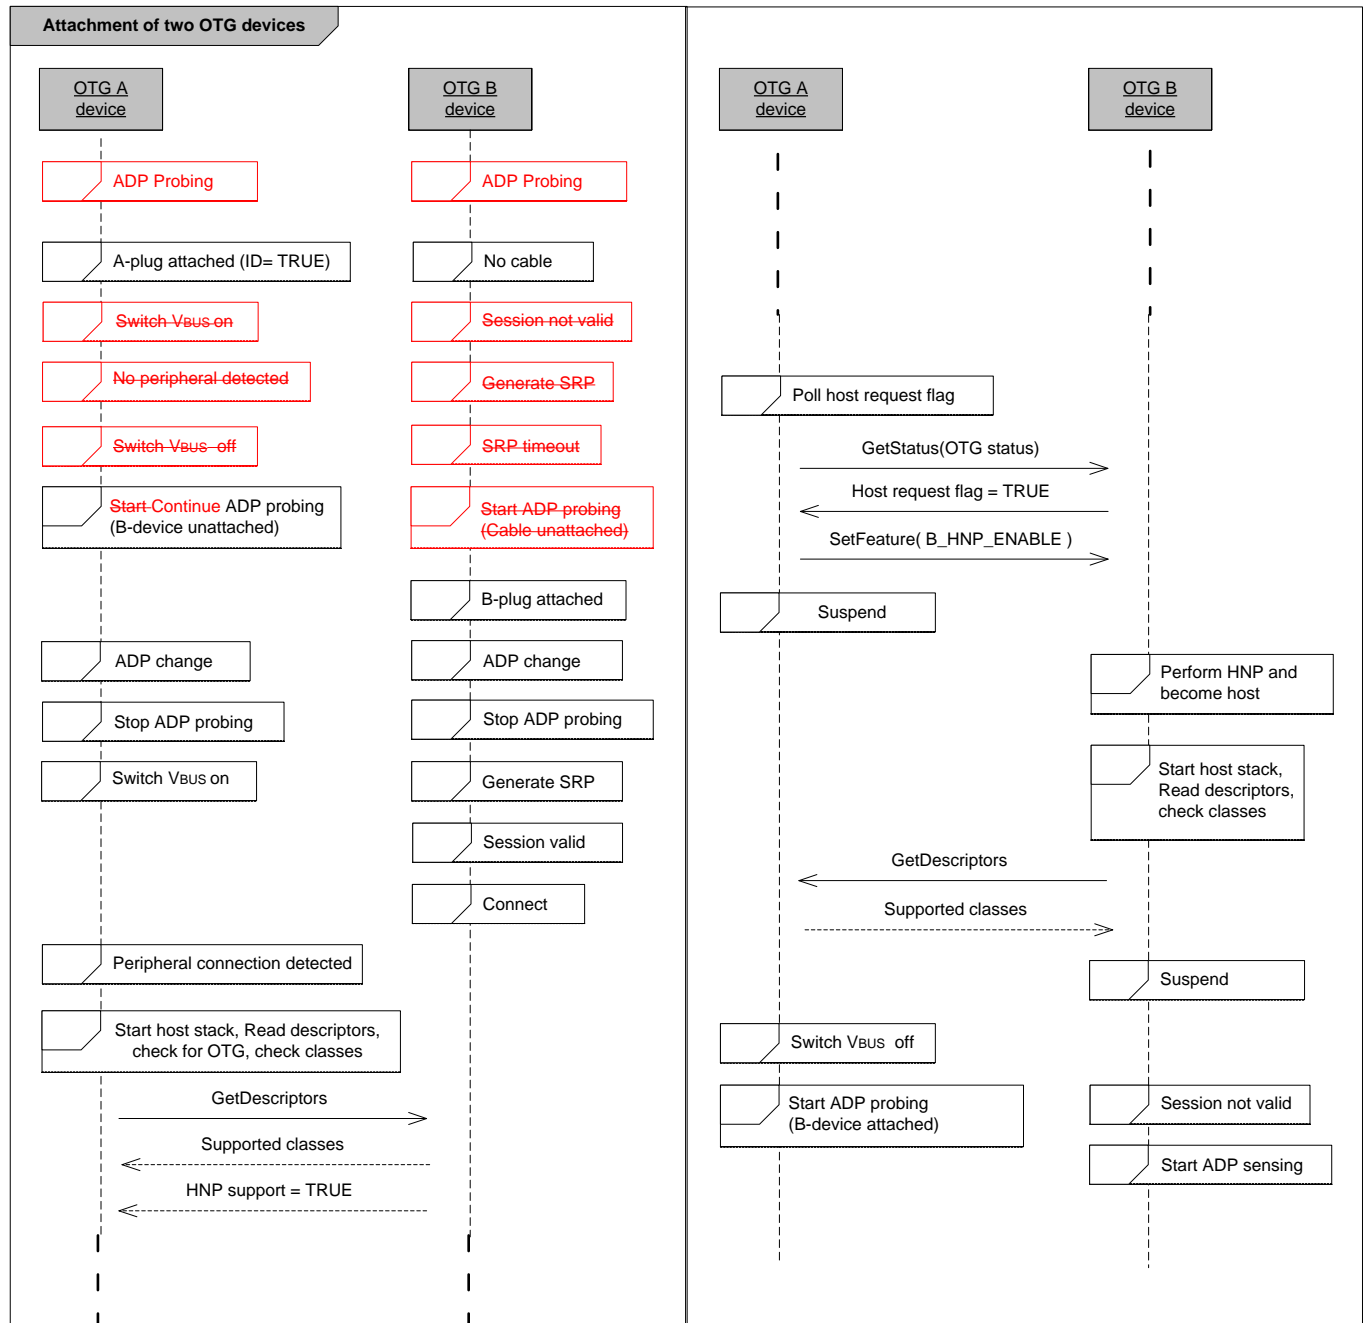 Attachment of two OTG devices
OTG A
device
OTG B
device
ADP Probing
ADP Probing
A-plug attached (ID= TRUE)
No cable
Switch VBUS on
Session not valid
No peripheral detected
Generate SRP
Switch VBUS off
SRP timeout
Start Continue ADP probing
(B-device unattached)
Start ADP probing
(Cable unattached)
B-plug attached
ADP change
ADP change
Stop ADP probing
Stop ADP probing
Switch VBUS on
Generate SRP
Session valid
Connect
Peripheral connection detected
Start host stack, Read descriptors,
check for OTG, check classes
GetDescriptors
Supported classes
HNP support = TRUE
OTG A
device
OTG B
device
Poll host request flag
GetStatus(OTG status)
Host request flag = TRUE
SetFeature( B_HNP_ENABLE )
Suspend
Perform HNP and
become host
Start host stack,
Read descriptors,
check classes
GetDescriptors
Supported classes
Suspend
Switch VBUS off
Start ADP probing
(B-device attached)
Session not valid
Start ADP sensing